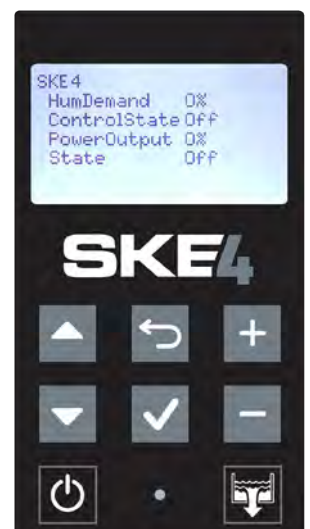 SKE4
HumDemand 0%
ControlState Off
PowerOutput 0%
State Off
SKE4